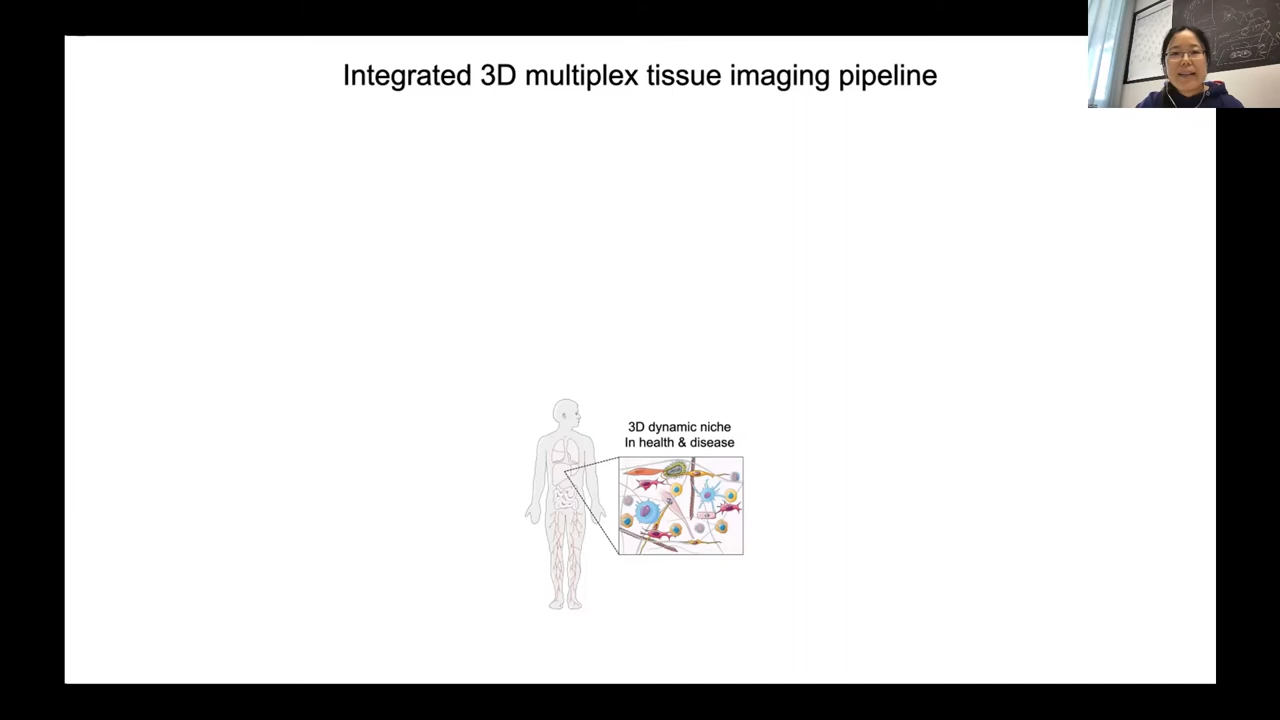 Integrated 3D multiplex tissue imaging pipeline
3D dynamic niche
In health & disease